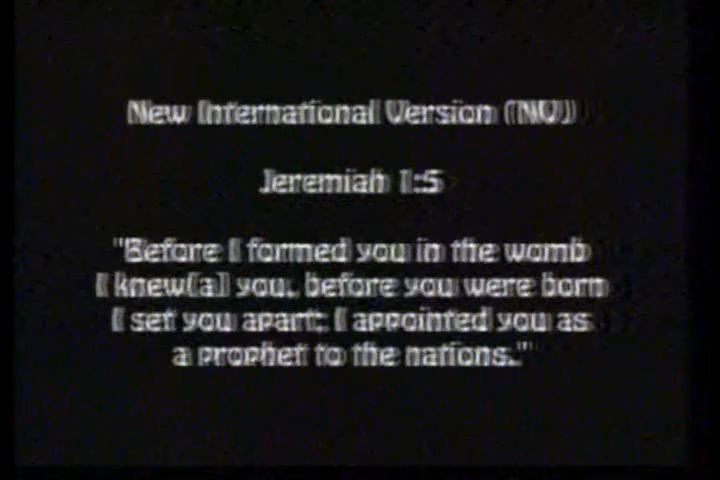 New International Version (NIV)
Jeremiah 1:5
"Before I formed you in the womb
I knew[a] you, before you were born
I set you apart; I appointed you as
a prophet to the nations."